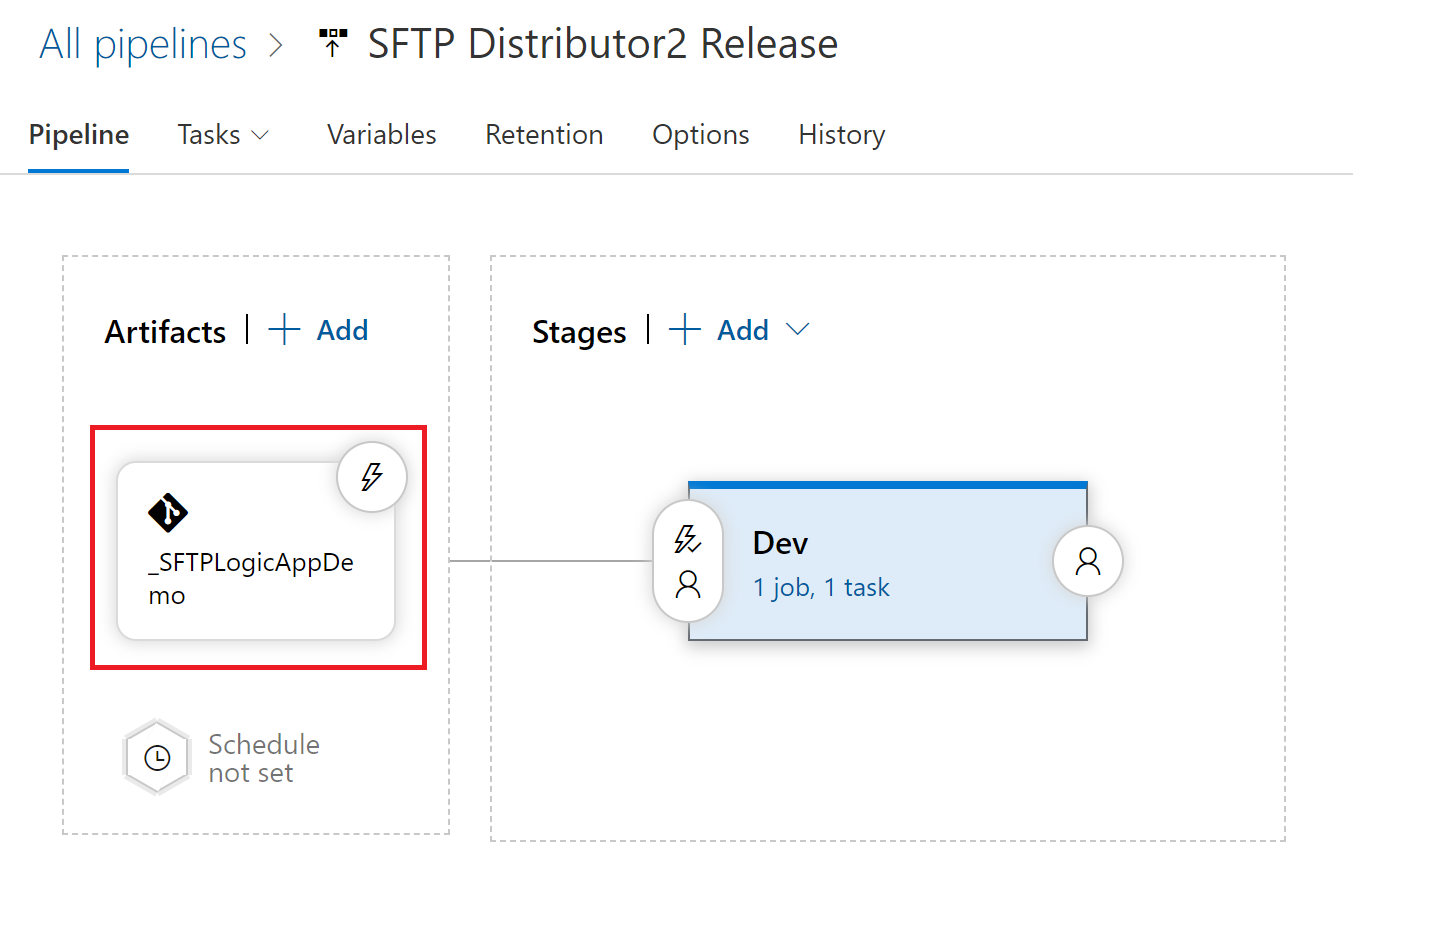 All pipelines > SFTP Distributor2 Release
Pipeline Tasks Variables Retention Options History
Artifacts | + Add
Stages | + Add
_SFTPLogicAppDe
mo
Schedule
not set
Dev
1 job, 1 task